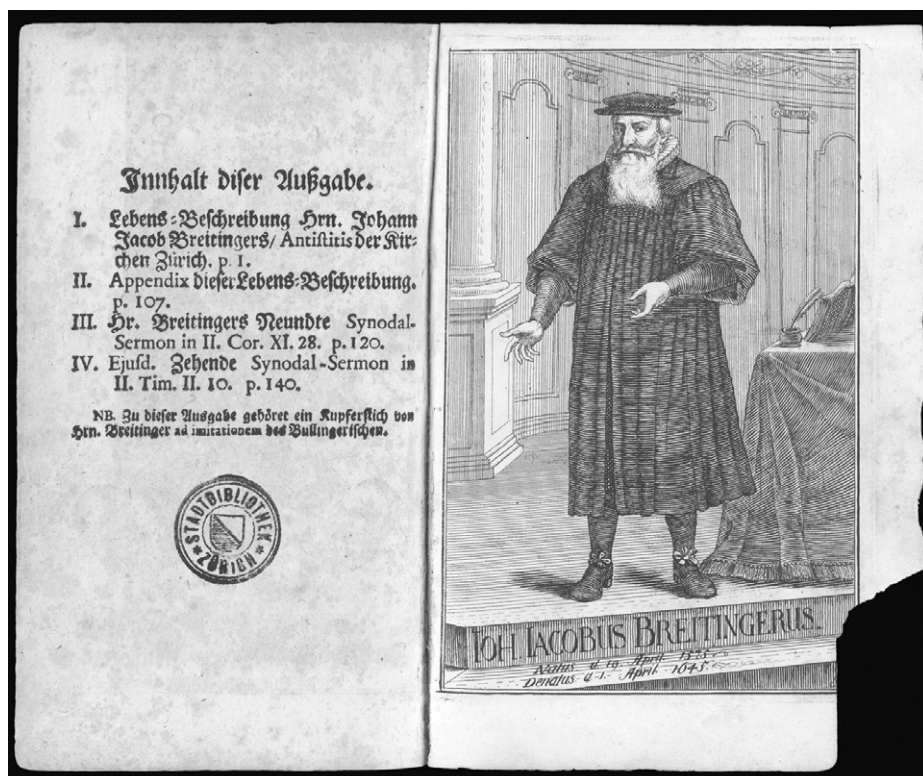 Innhalt diser Außgabe.
I. Lebens-Beschreibung Hrn. Johann
Jacob Breitingers/ Antistitis der Kir-
chen Zürich. p. 1.
II. Appendix dieser Lebens-Beschreibung.
p. 107.
III. Hr. Breitingers Neundte Synodal-
Sermon in II. Cor. XI. 28. p. 120.
IV. Ejusd. Zehende Synodal-Sermon in
II. Tim. II. 10. p. 140.
NB. Zu dieser Ausgabe gehöret ein Kupferstich von
Hrn. Breitinger ad imitationem des Bullingerischen.
STADTBIBLIOTHEK
ZÜRICH
IOH. IACOBUS BREITINGERUS.
Natus d. 19. April. 1575.
Denatus d. 1. April. 1645.